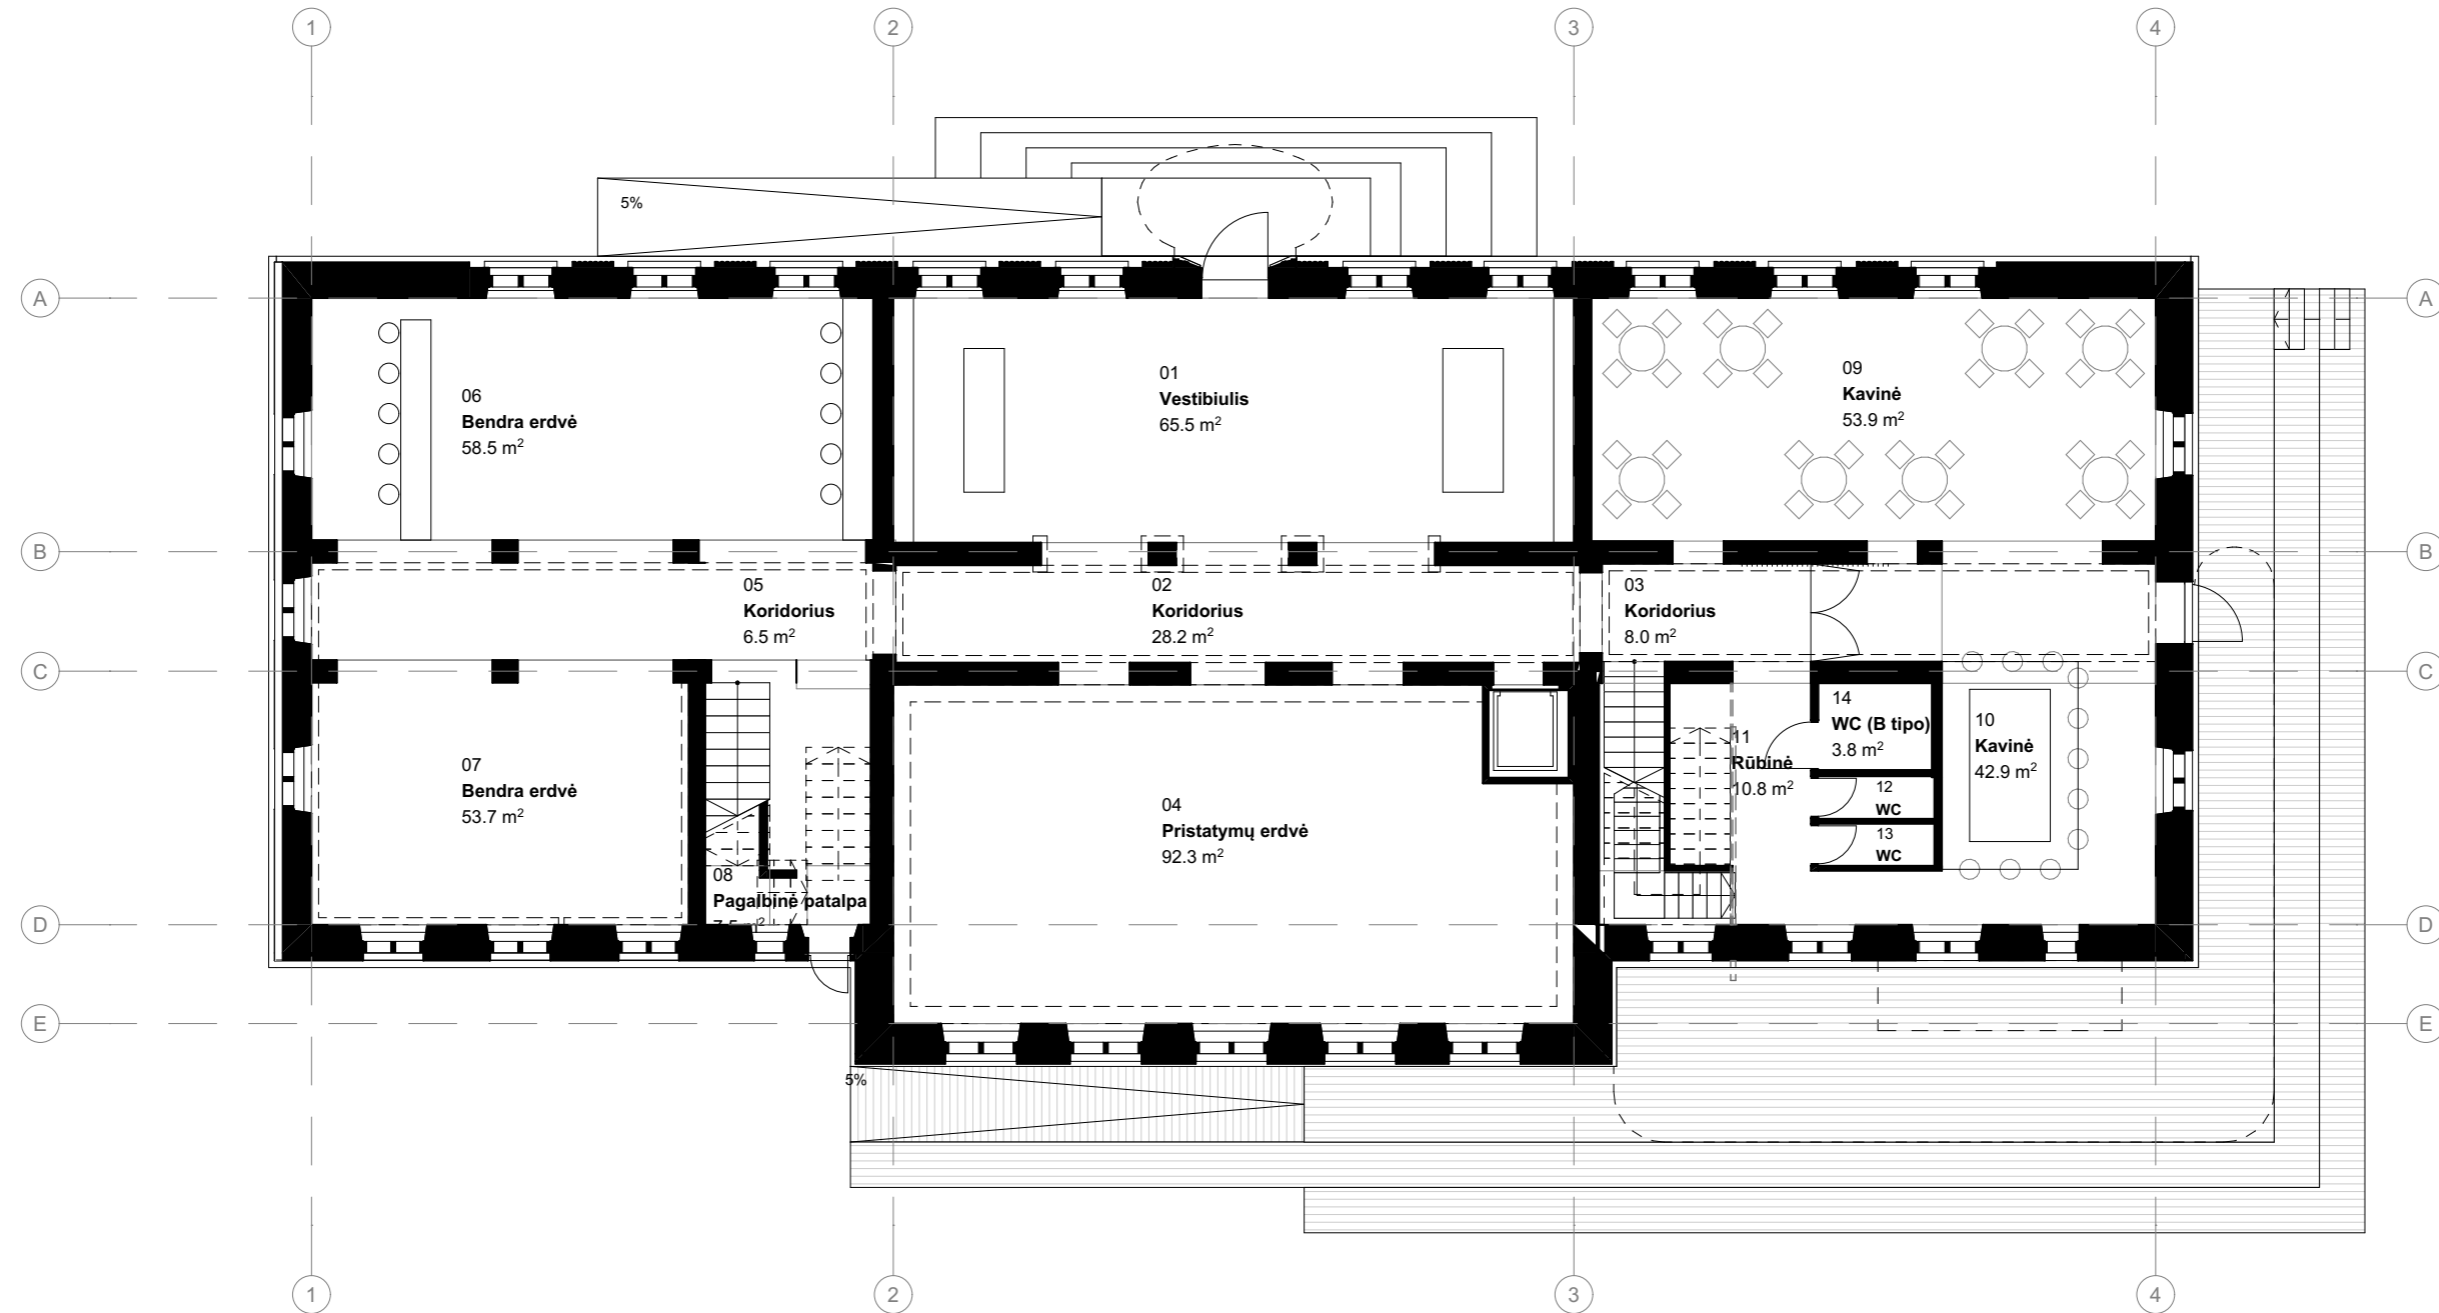 1 2 3 4
5%
A A
01
Vestibiulis
65.5 m²
09
Kavinė
53.9 m²
06
Bendra erdvė
58.5 m²
B B
05
Koridorius
6.5 m²
02
Koridorius
28.2 m²
03
Koridorius
8.0 m²
C C
14
WC (B tipo)
3.8 m²
10
Kavinė
42.9 m²
11
Rūbinė
10.8 m²
07
Bendra erdvė
53.7 m²
12
WC
04
Pristatymų erdvė
92.3 m²
13
WC
08
Pagalbinė patalpa
7.5 m²
D D
E E
5%
1 2 3 4